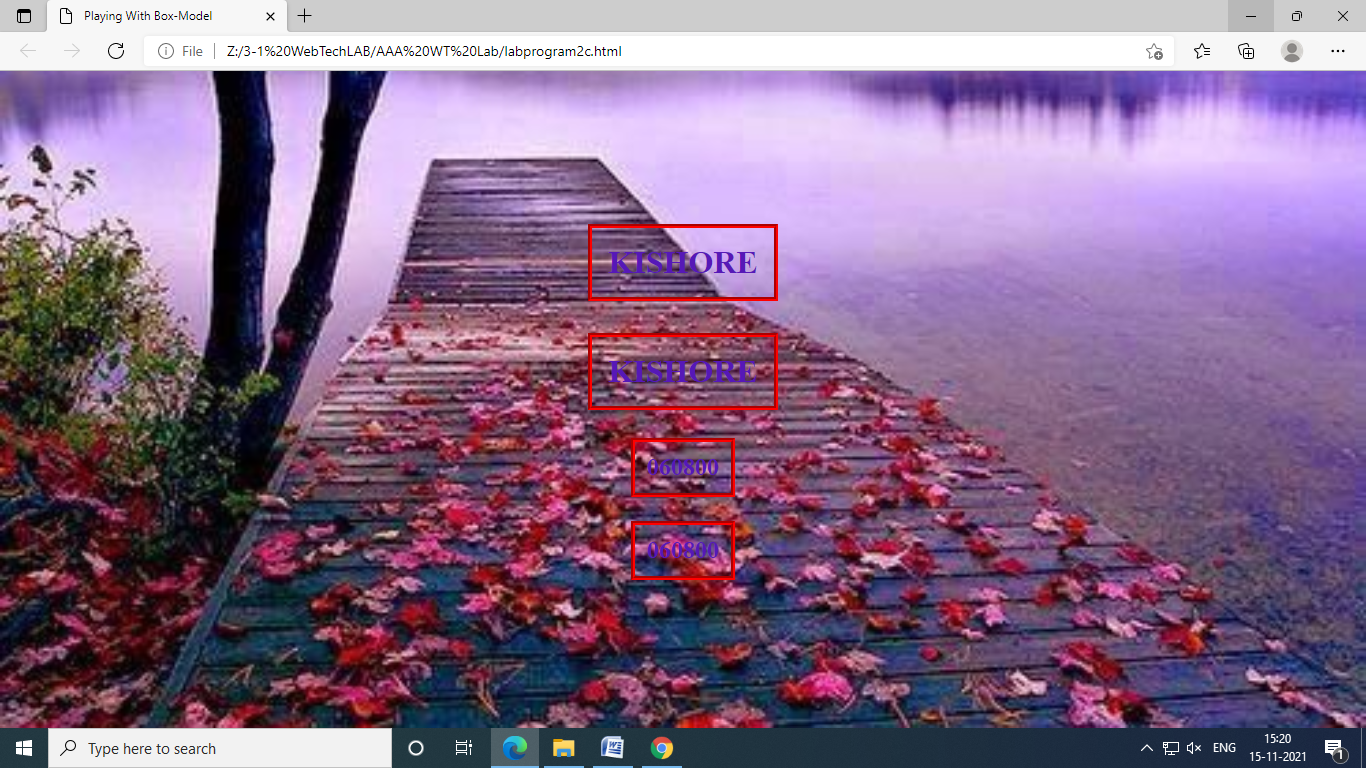 Playing With Box-Model
File
Z:/3-1%20WebTechLAB/AAA%20WT%20Lab/labprogram2c.html
KISHORE
KISHORE
060800
060800
Type here to search
ENG
15:20
15-11-2021
1